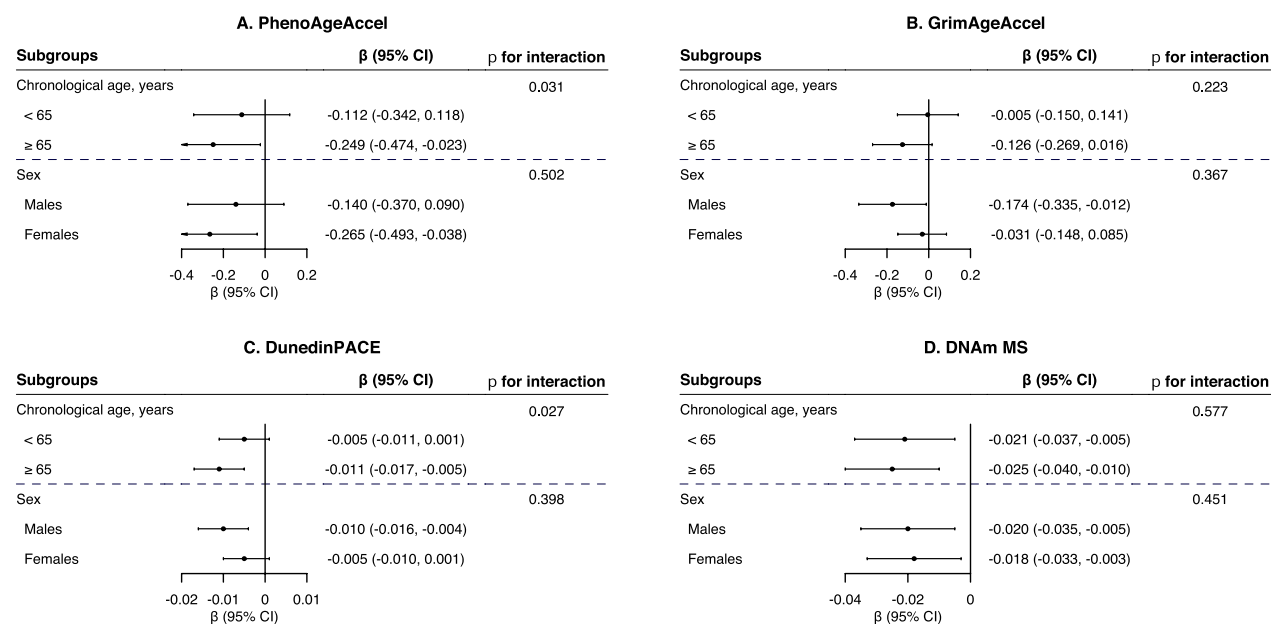 A. PhenoAgeAccel
Subgroups β (95% CI) p for interaction
Chronological age, years 0.031
< 65 -0.112 (-0.342, 0.118)
≥ 65 -0.249 (-0.474, -0.023)
Sex 0.502
Males -0.140 (-0.370, 0.090)
Females -0.265 (-0.493, -0.038)
-0.4 -0.2 0 0.2
β (95% CI)
B. GrimAgeAccel
Subgroups β (95% CI) p for interaction
Chronological age, years 0.223
< 65 -0.005 (-0.150, 0.141)
≥ 65 -0.126 (-0.269, 0.016)
Sex 0.367
Males -0.174 (-0.335, -0.012)
Females -0.031 (-0.148, 0.085)
-0.4 -0.2 0 0.2
β (95% CI)
C. DunedinPACE
Subgroups β (95% CI) p for interaction
Chronological age, years 0.027
< 65 -0.005 (-0.011, 0.001)
≥ 65 -0.011 (-0.017, -0.005)
Sex 0.398
Males -0.010 (-0.016, -0.004)
Females -0.005 (-0.010, 0.001)
-0.02 -0.01 0 0.01
β (95% CI)
D. DNAm MS
Subgroups β (95% CI) p for interaction
Chronological age, years 0.577
< 65 -0.021 (-0.037, -0.005)
≥ 65 -0.025 (-0.040, -0.010)
Sex 0.451
Males -0.020 (-0.035, -0.005)
Females -0.018 (-0.033, -0.003)
-0.04 -0.02 0
β (95% CI)